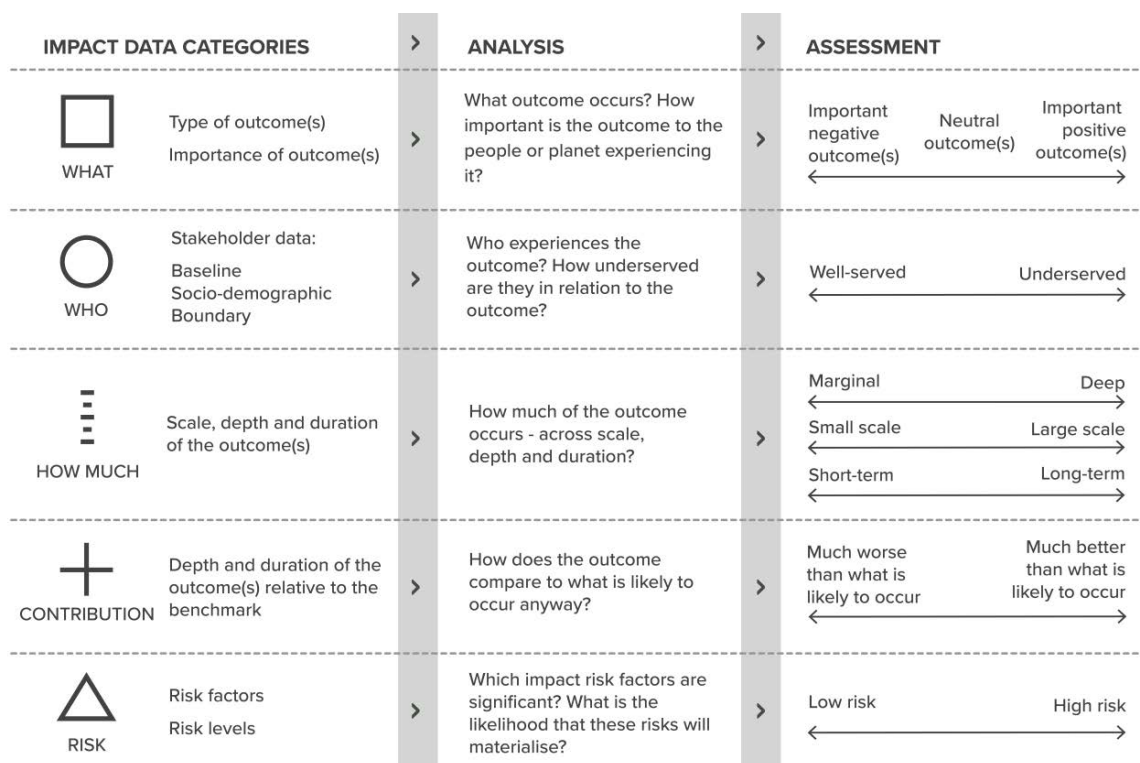 IMPACT DATA CATEGORIES
>
ANALYSIS
>
ASSESSMENT
WHAT
Type of outcome(s)
Importance of outcome(s)
>
What outcome occurs? How
important is the outcome to the
people or planet experiencing
it?
>
Important
negative
outcome(s)
Neutral
outcome(s)
Important
positive
outcome(s)
WHO
Stakeholder data:
Baseline
Socio-demographic
Boundary
>
Who experiences the
outcome? How underserved
are they in relation to the
outcome?
>
Well-served
Underserved
HOW MUCH
Scale, depth and duration
of the outcome(s)
>
How much of the outcome
occurs - across scale,
depth and duration?
>
Marginal
Deep
Small scale
Large scale
Short-term
Long-term
CONTRIBUTION
Depth and duration of the
outcome(s) relative to the
benchmark
>
How does the outcome
compare to what is likely to
occur anyway?
>
Much worse
than what is
likely to occur
Much better
than what is
likely to occur
RISK
Risk factors
Risk levels
>
Which impact risk factors are
significant? What is the
likelihood that these risks will
materialise?
>
Low risk
High risk